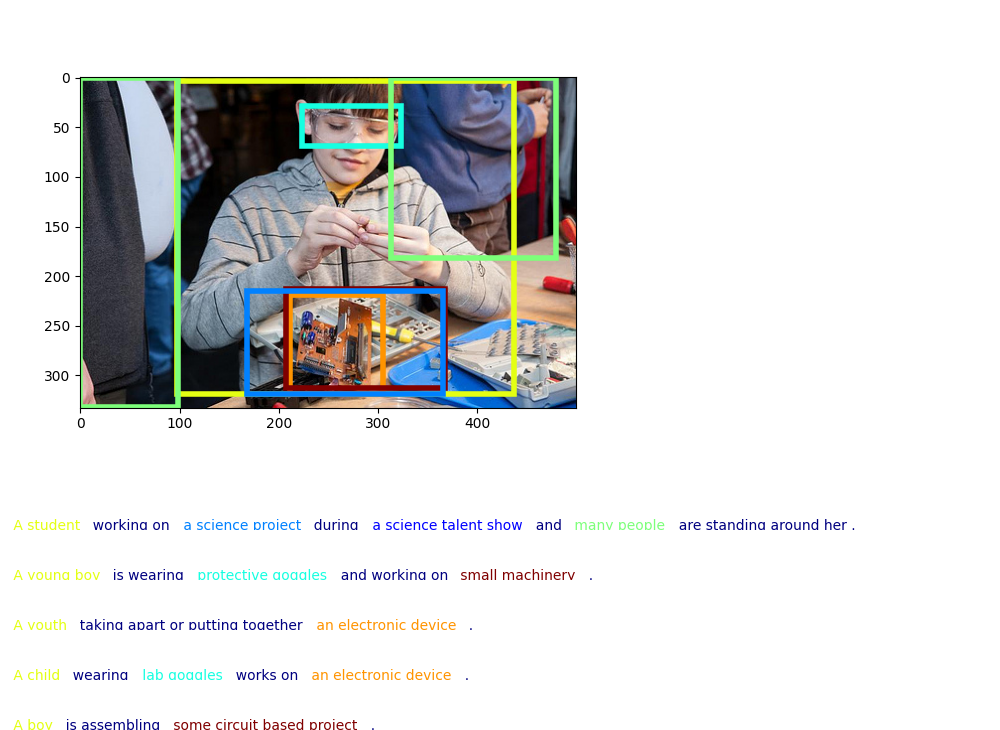 0
50
100
150
200
250
300
0 100 200 300 400
A student working on a science project during a science talent show and many people are standing around her .
A young boy is wearing protective goggles and working on small machinery .
A youth taking apart or putting together an electronic device .
A child wearing lab goggles works on an electronic device .
A boy is assembling some circuit based project .